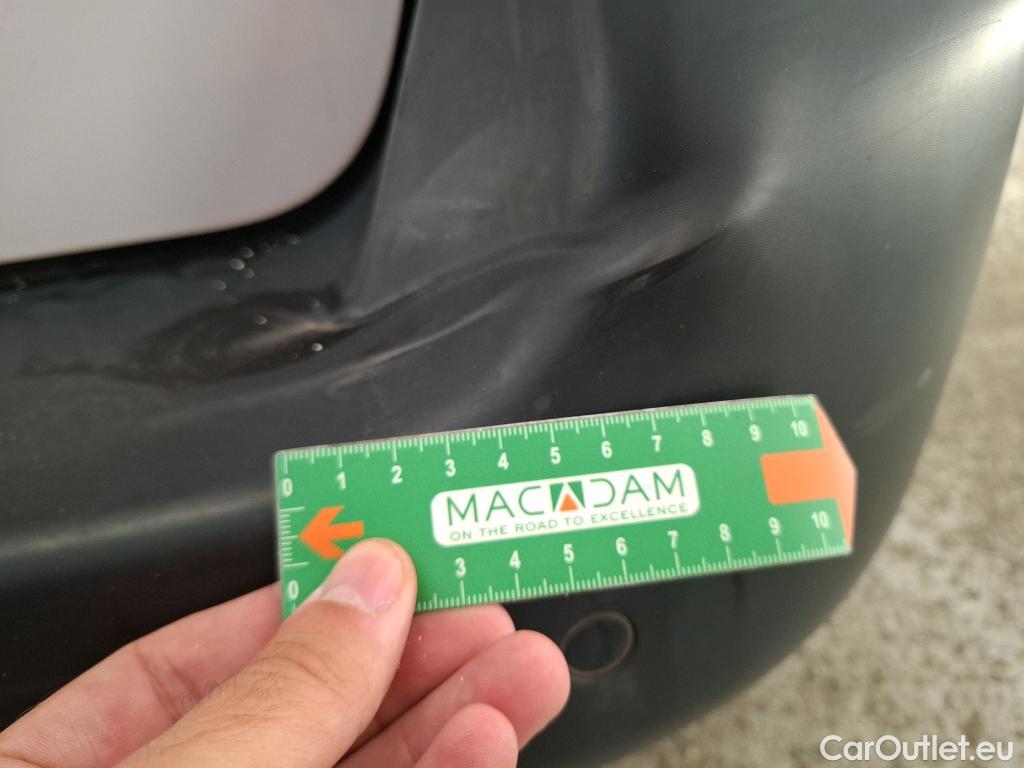 0 1 2 3 4 5 6 7 8 9 10
MACADAM
ON THE ROAD TO EXCELLENCE
0 3 4 5 6 7 8 9 10
CarOutlet.eu